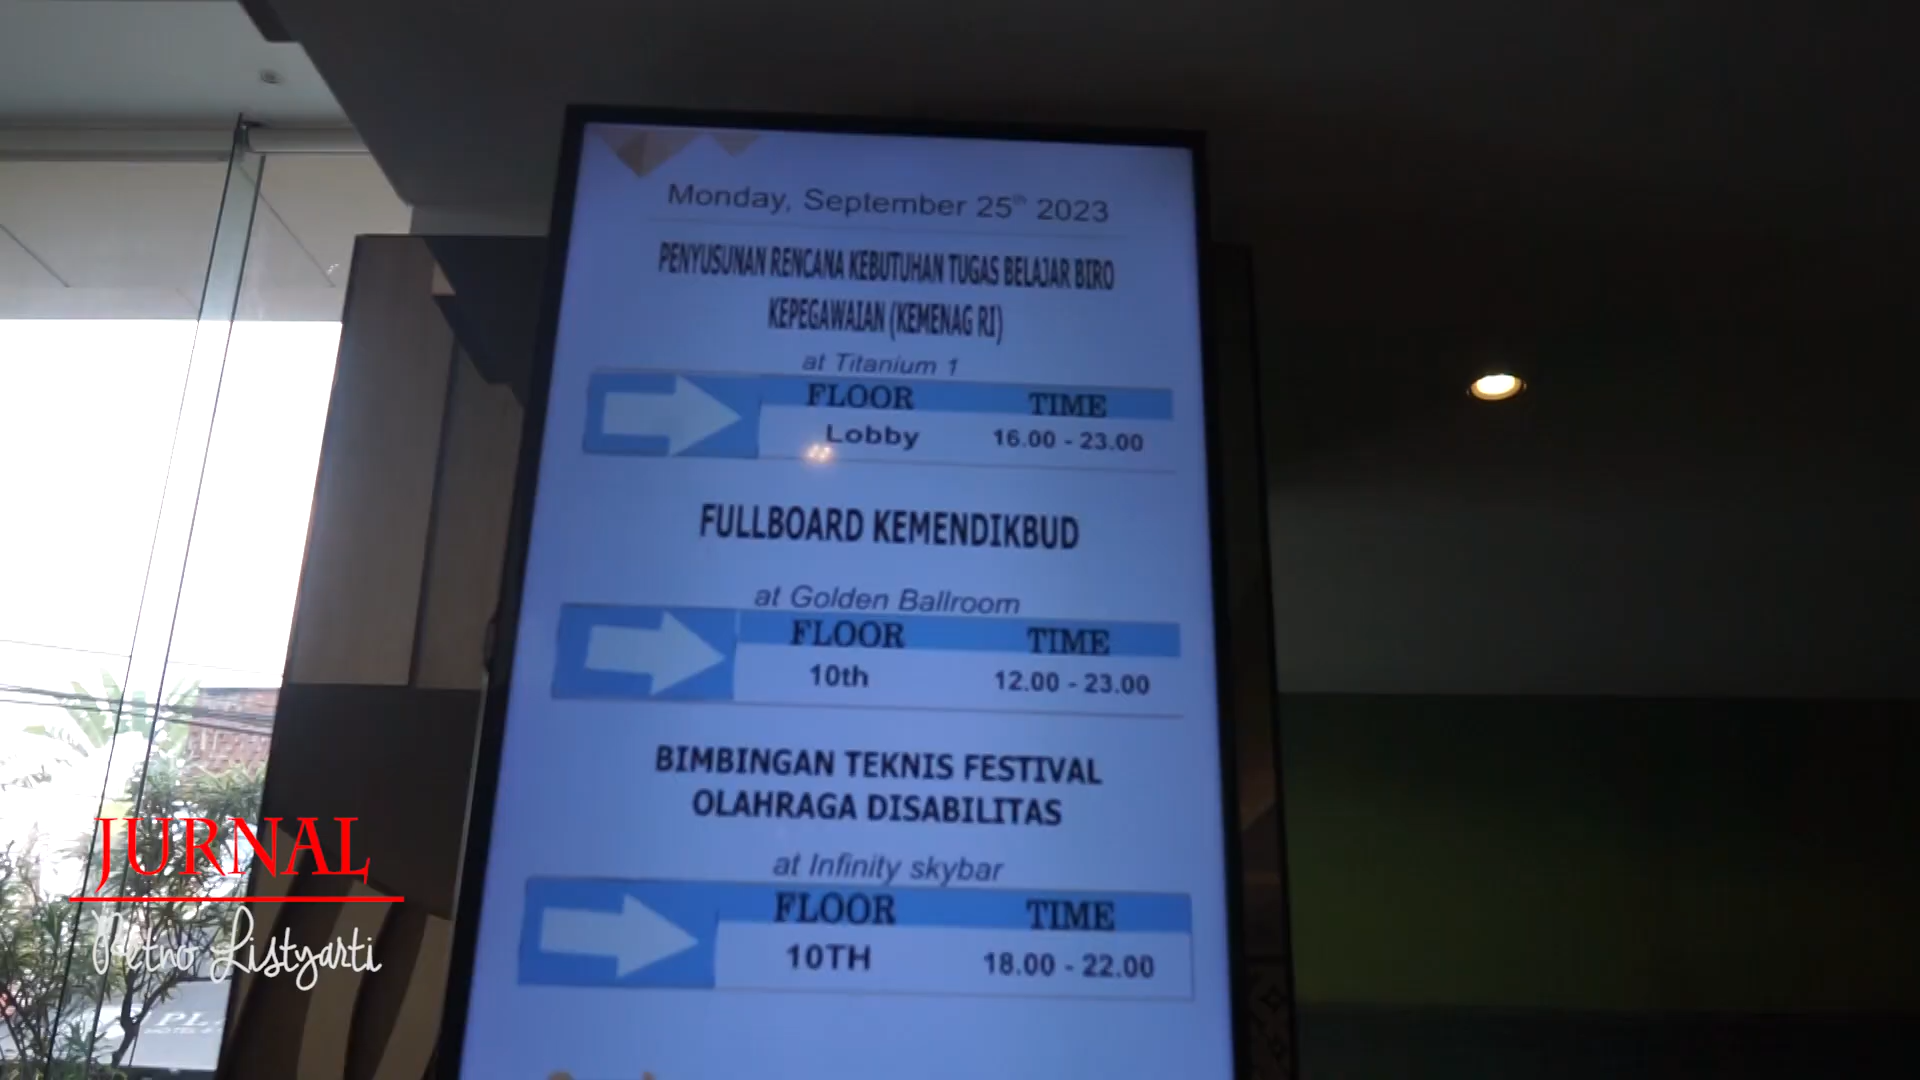 Monday, September 25th 2023
PENYUSUNAN RENCANA KEBUTUHAN TUGAS BELAJAR BIRO
KEPEGAWAIAN (KEMENAG RI)
at Titanium 1
FLOOR TIME
Lobby 16.00 - 23.00
FULLBOARD KEMENDIKBUD
at Golden Ballroom
FLOOR TIME
10th 12.00 - 23.00
BIMBINGAN TEKNIS FESTIVAL
OLAHRAGA DISABILITAS
at Infinity skybar
FLOOR TIME
10TH 18.00 - 22.00
JURNAL
Retno Listyarti